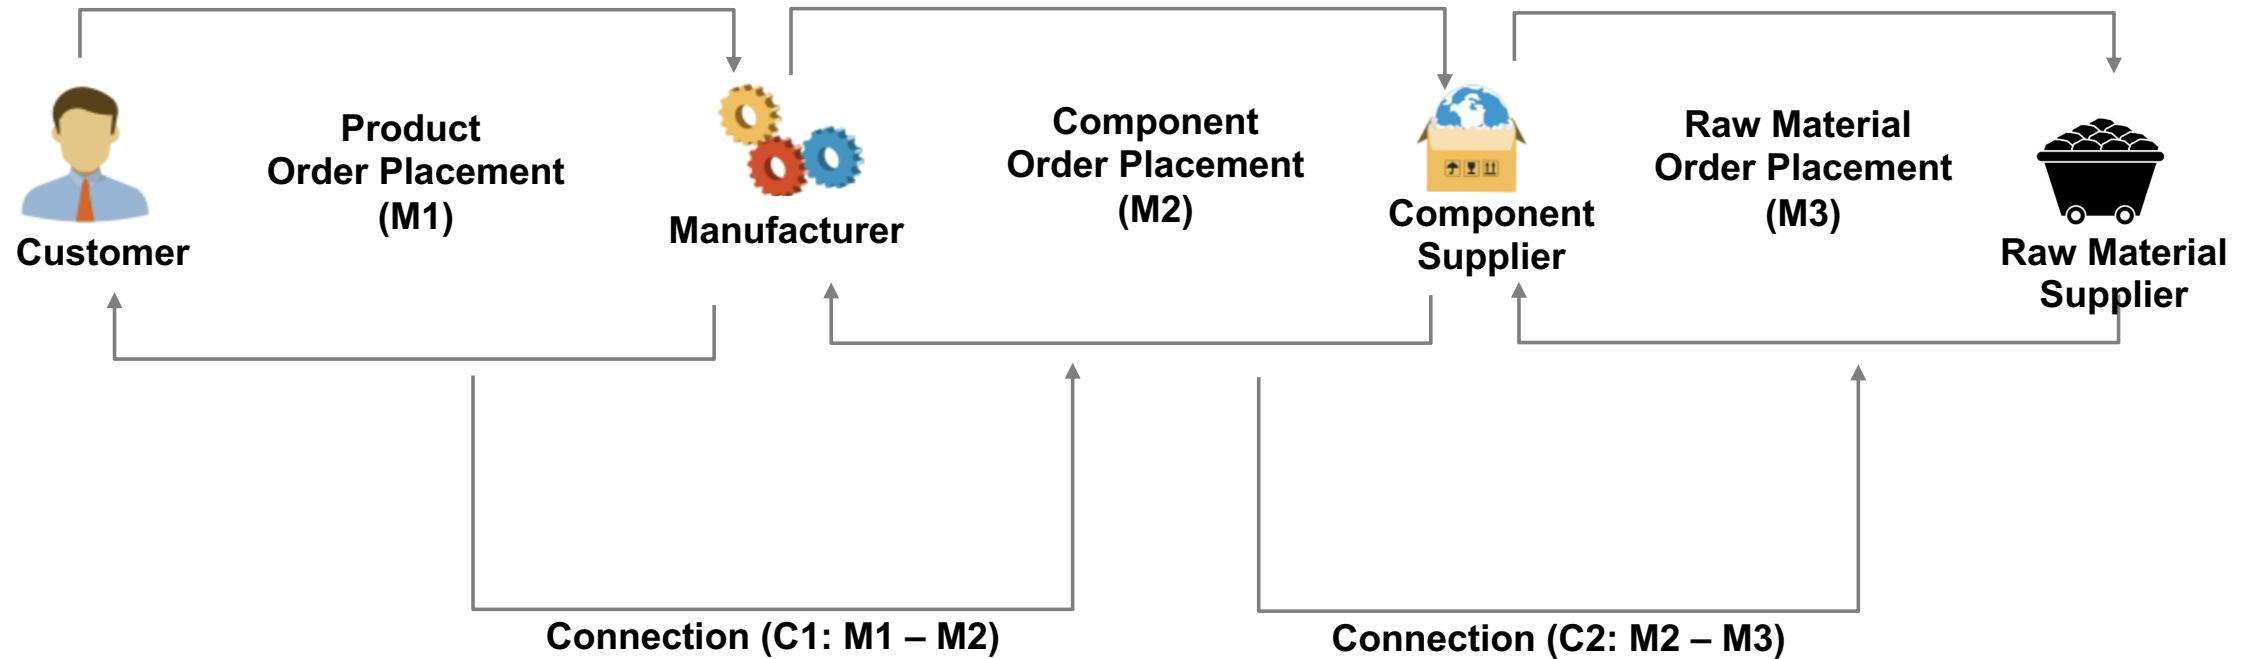 Product
Order Placement
(M1)
Component
Order Placement
(M2)
Raw Material
Order Placement
(M3)
Customer
Manufacturer
Component
Supplier
Raw Material
Supplier
Connection (C1: M1 – M2)
Connection (C2: M2 – M3)